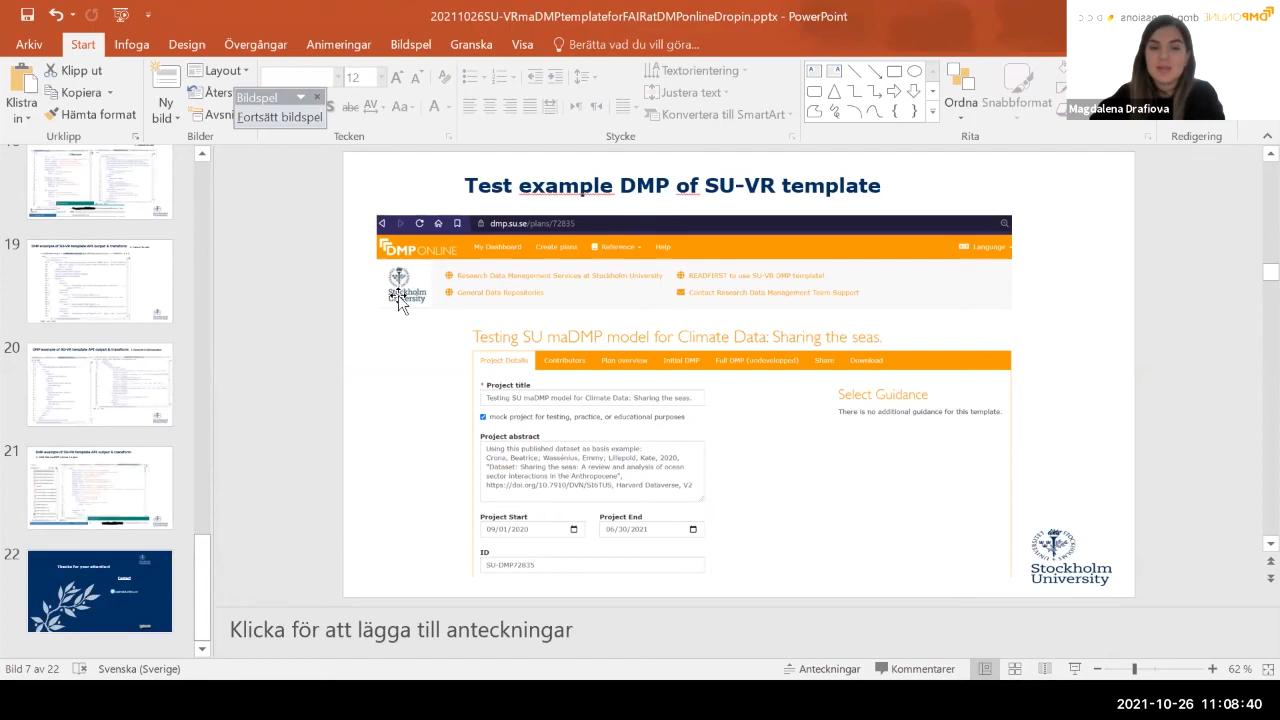 20211026SU-VRmaDMPtemplateforFAIRatDMPonlineDropin.pptx - PowerPoint
Arkiv Start Infoga Design Övergångar Animeringar Bildspel Granska Visa Berätta vad du vill göra...
Klistra in
Klipp ut
Kopiera
Hämta format
Urklipp
Ny bild
Layout
Bilder
Bildspel
Fortsätt bildspel
12
Tecken
Textorientering
Justera text
Konvertera till SmartArt
Stycke
Ordna
Snabbformat
Rita
Redigering
Magdalena Drafiova
19
20
21
22
Thanks for your attention!
Contact
Test example DMP of SU-VR template
dmp.su.se/plans/72835
DMPONLINE My Dashboard Create plans Reference Help Language
Stockholm University
Research Data Management Services at Stockholm University
READFIRST to use SU-VR DMP template!
General Data Repositories
Contact Research Data Management Team Support
Testing SU maDMP model for Climate Data: Sharing the seas.
Project Details Contributors Plan overview Initial DMP Full DMP (undevelopped) Share Download
* Project title
Testing SU maDMP model for Climate Data: Sharing the seas.
mock project for testing, practice, or educational purposes
Select Guidance
There is no additional guidance for this template.
Project abstract
Using this published dataset as basis example:
Crona, Beatrice; Wassénius, Emmy; Lillepold, Kate, 2020,
"Dataset: Sharing the seas: A review and analysis of ocean
sector interactions in the Anthropocene",
Harvard Dataverse, V2
Project Start Project End
09/01/2020 06/30/2021
ID
SU-DMP72835
Stockholm
University
Klicka för att lägga till anteckningar
Bild 7 av 22 Svenska (Sverige) Anteckningar Kommentarer 62 %
2021-10-26 11:08:40